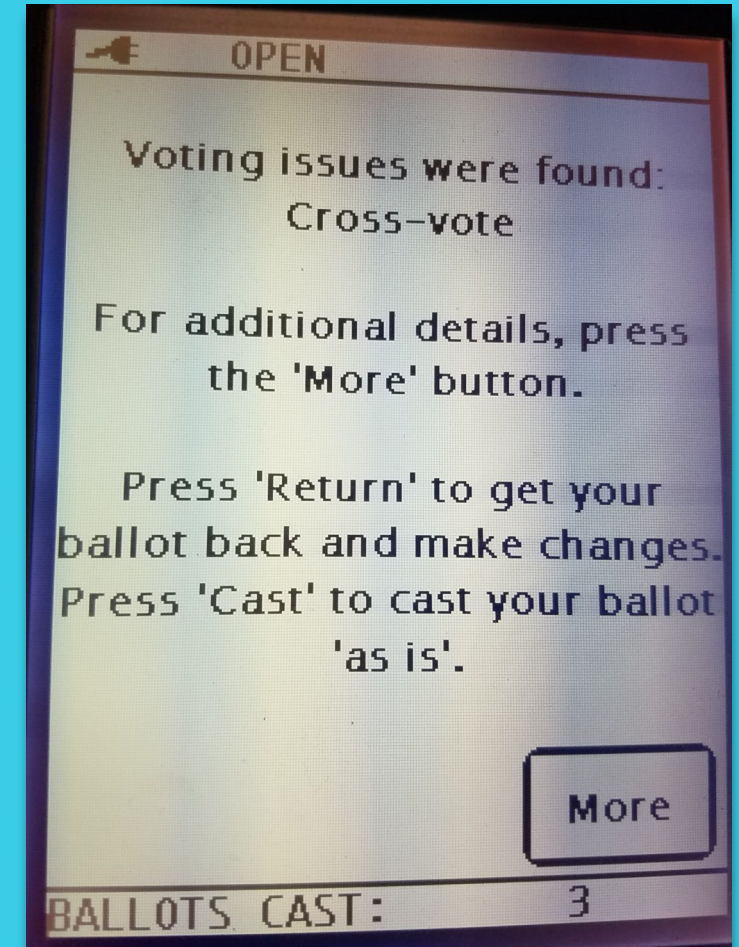 OPEN
Voting issues were found:
Cross-vote
For additional details, press
the 'More' button.
Press 'Return' to get your
ballot back and make changes.
Press 'Cast' to cast your ballot
'as is'.
More
BALLOTS CAST: 3